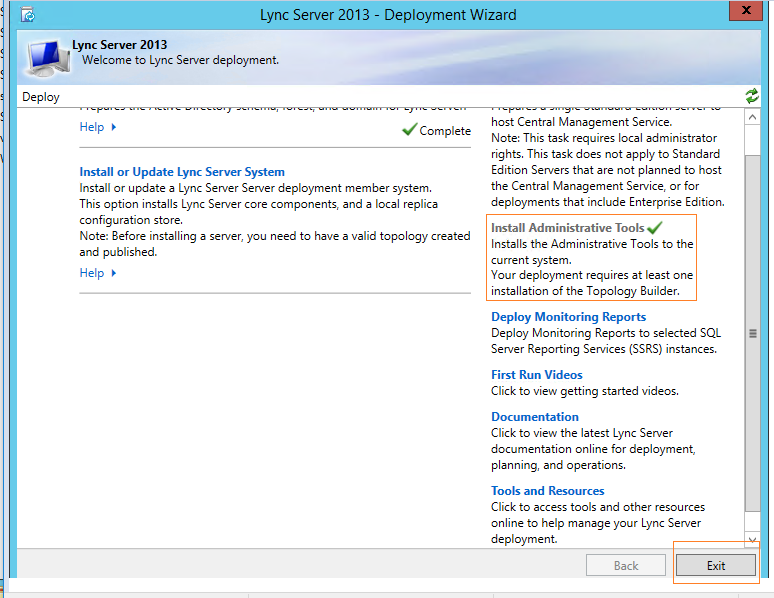 Lync Server 2013 - Deployment Wizard
Lync Server 2013
Welcome to Lync Server deployment.
Deploy
Prepares the Active Directory schema, forest, and domain for Lync Server.
Help
Complete
Install or Update Lync Server System
Install or update a Lync Server Server deployment member system.
This option installs Lync Server core components, and a local replica
configuration store.
Note: Before installing a server, you need to have a valid topology created
and published.
Help
Prepares a single Standard Edition Server to
host Central Management Service.
Note: This task requires local administrator
rights. This task does not apply to Standard
Edition Servers that are not planned to host
the Central Management Service, or for
deployments that include Enterprise Edition.
Install Administrative Tools
Installs the Administrative Tools to the
current system.
Your deployment requires at least one
installation of the Topology Builder.
Deploy Monitoring Reports
Deploy Monitoring Reports to selected SQL
Server Reporting Services (SSRS) instances.
First Run Videos
Click to view getting started videos.
Documentation
Click to view the latest Lync Server
documentation online for deployment,
planning, and operations.
Tools and Resources
Click to access tools and other resources
online to help manage your Lync Server
deployment.
Back
Exit